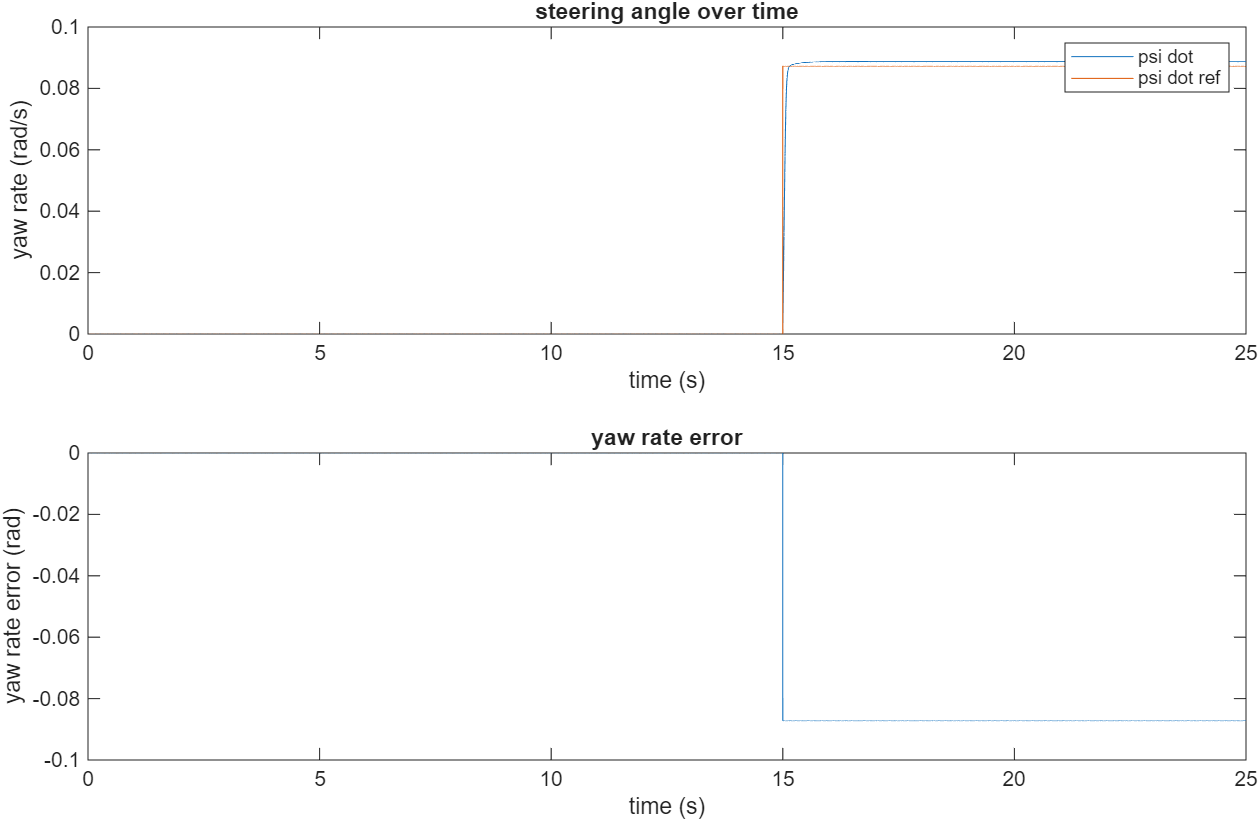 steering angle over time
0.1
0.08
0.06
0.04
0.02
0
yaw rate (rad/s)
psi dot
psi dot ref
0 5 10 15 20 25
time (s)
yaw rate error
0
-0.02
-0.04
-0.06
-0.08
-0.1
yaw rate error (rad)
0 5 10 15 20 25
time (s)